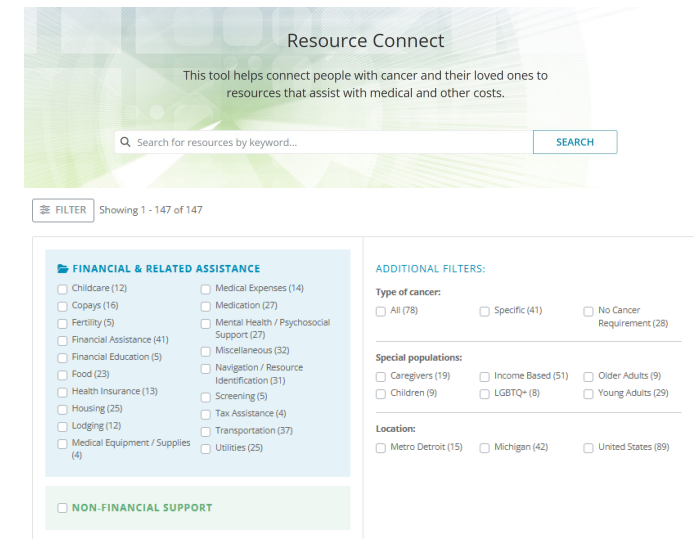 Resource Connect
This tool helps connect people with cancer and their loved ones to
resources that assist with medical and other costs.
Search for resources by keyword...
SEARCH
FILTER
Showing 1 - 147 of 147
FINANCIAL & RELATED ASSISTANCE
Childcare (12)
Copays (16)
Fertility (5)
Financial Assistance (41)
Financial Education (5)
Food (23)
Health Insurance (13)
Housing (25)
Lodging (12)
Medical Equipment / Supplies
(4)
Medical Expenses (14)
Medication (27)
Mental Health / Psychosocial
Support (27)
Miscellaneous (32)
Navigation / Resource
Identification (31)
Screening (5)
Tax Assistance (4)
Transportation (37)
Utilities (25)
NON-FINANCIAL SUPPORT
ADDITIONAL FILTERS:
Type of cancer:
All (78)
Specific (41)
No Cancer
Requirement (28)
Special populations:
Caregivers (19)
Income Based (51)
Older Adults (9)
Children (9)
LGBTQ+ (8)
Young Adults (29)
Location:
Metro Detroit (15)
Michigan (42)
United States (89)